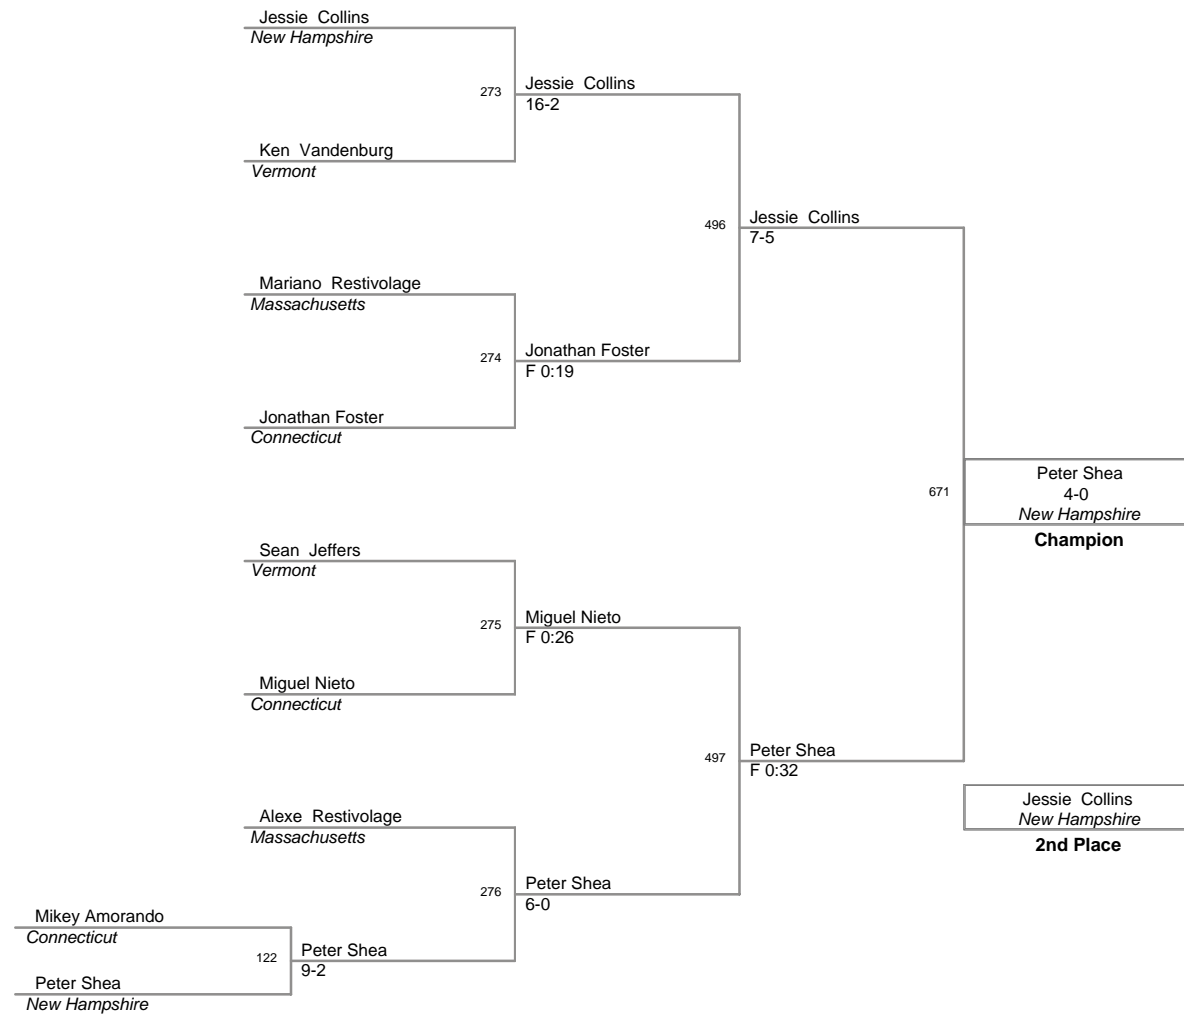 Jessie Collins
New Hampshire
273
Jessie Collins
16-2
Ken Vandenburg
Vermont
496
Jessie Collins
7-5
Mariano Restivolage
Massachusetts
274
Jonathan Foster
F 0:19
Jonathan Foster
Connecticut
671
Peter Shea
4-0
New Hampshire
Champion
Sean Jeffers
Vermont
275
Miguel Nieto
F 0:26
Miguel Nieto
Connecticut
497
Peter Shea
F 0:32
Jessie Collins
New Hampshire
2nd Place
Alexe Restivolage
Massachusetts
276
Peter Shea
6-0
Mikey Amorando
Connecticut
122
Peter Shea
9-2
Peter Shea
New Hampshire